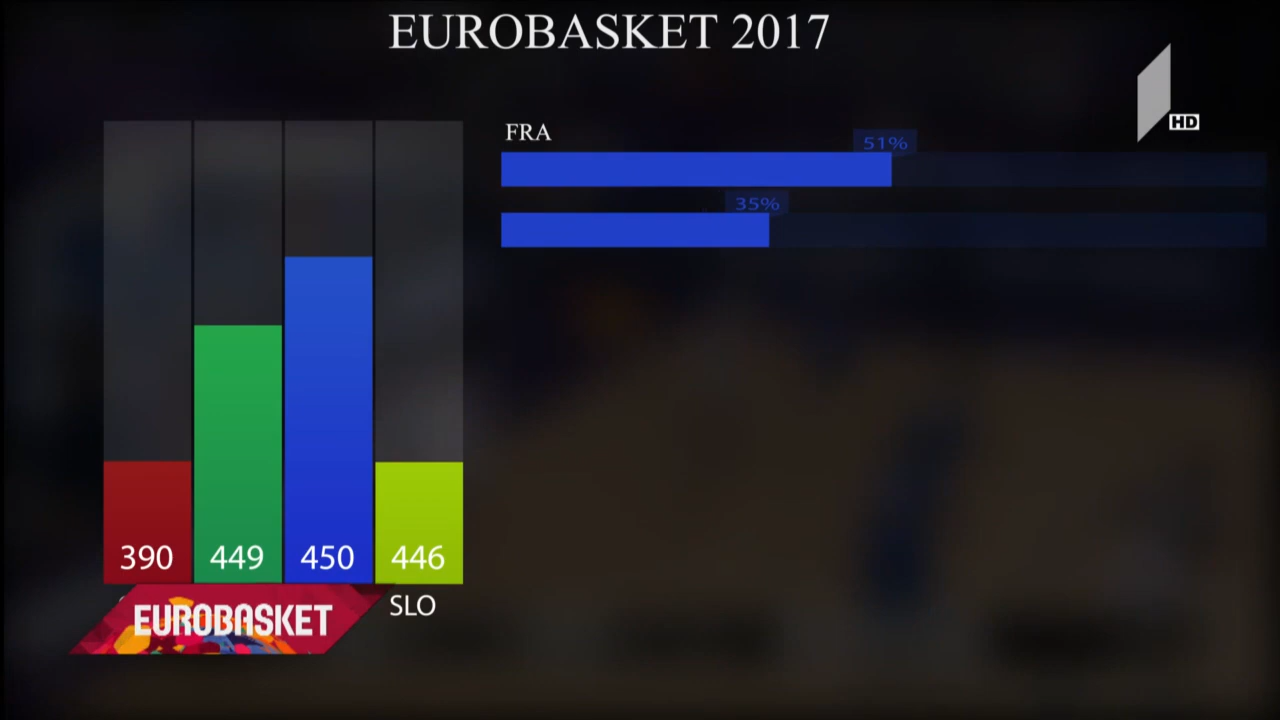 EUROBASKET 2017
HD
FRA
51%
35%
390 449 450 446
SLO
EUROBASKET